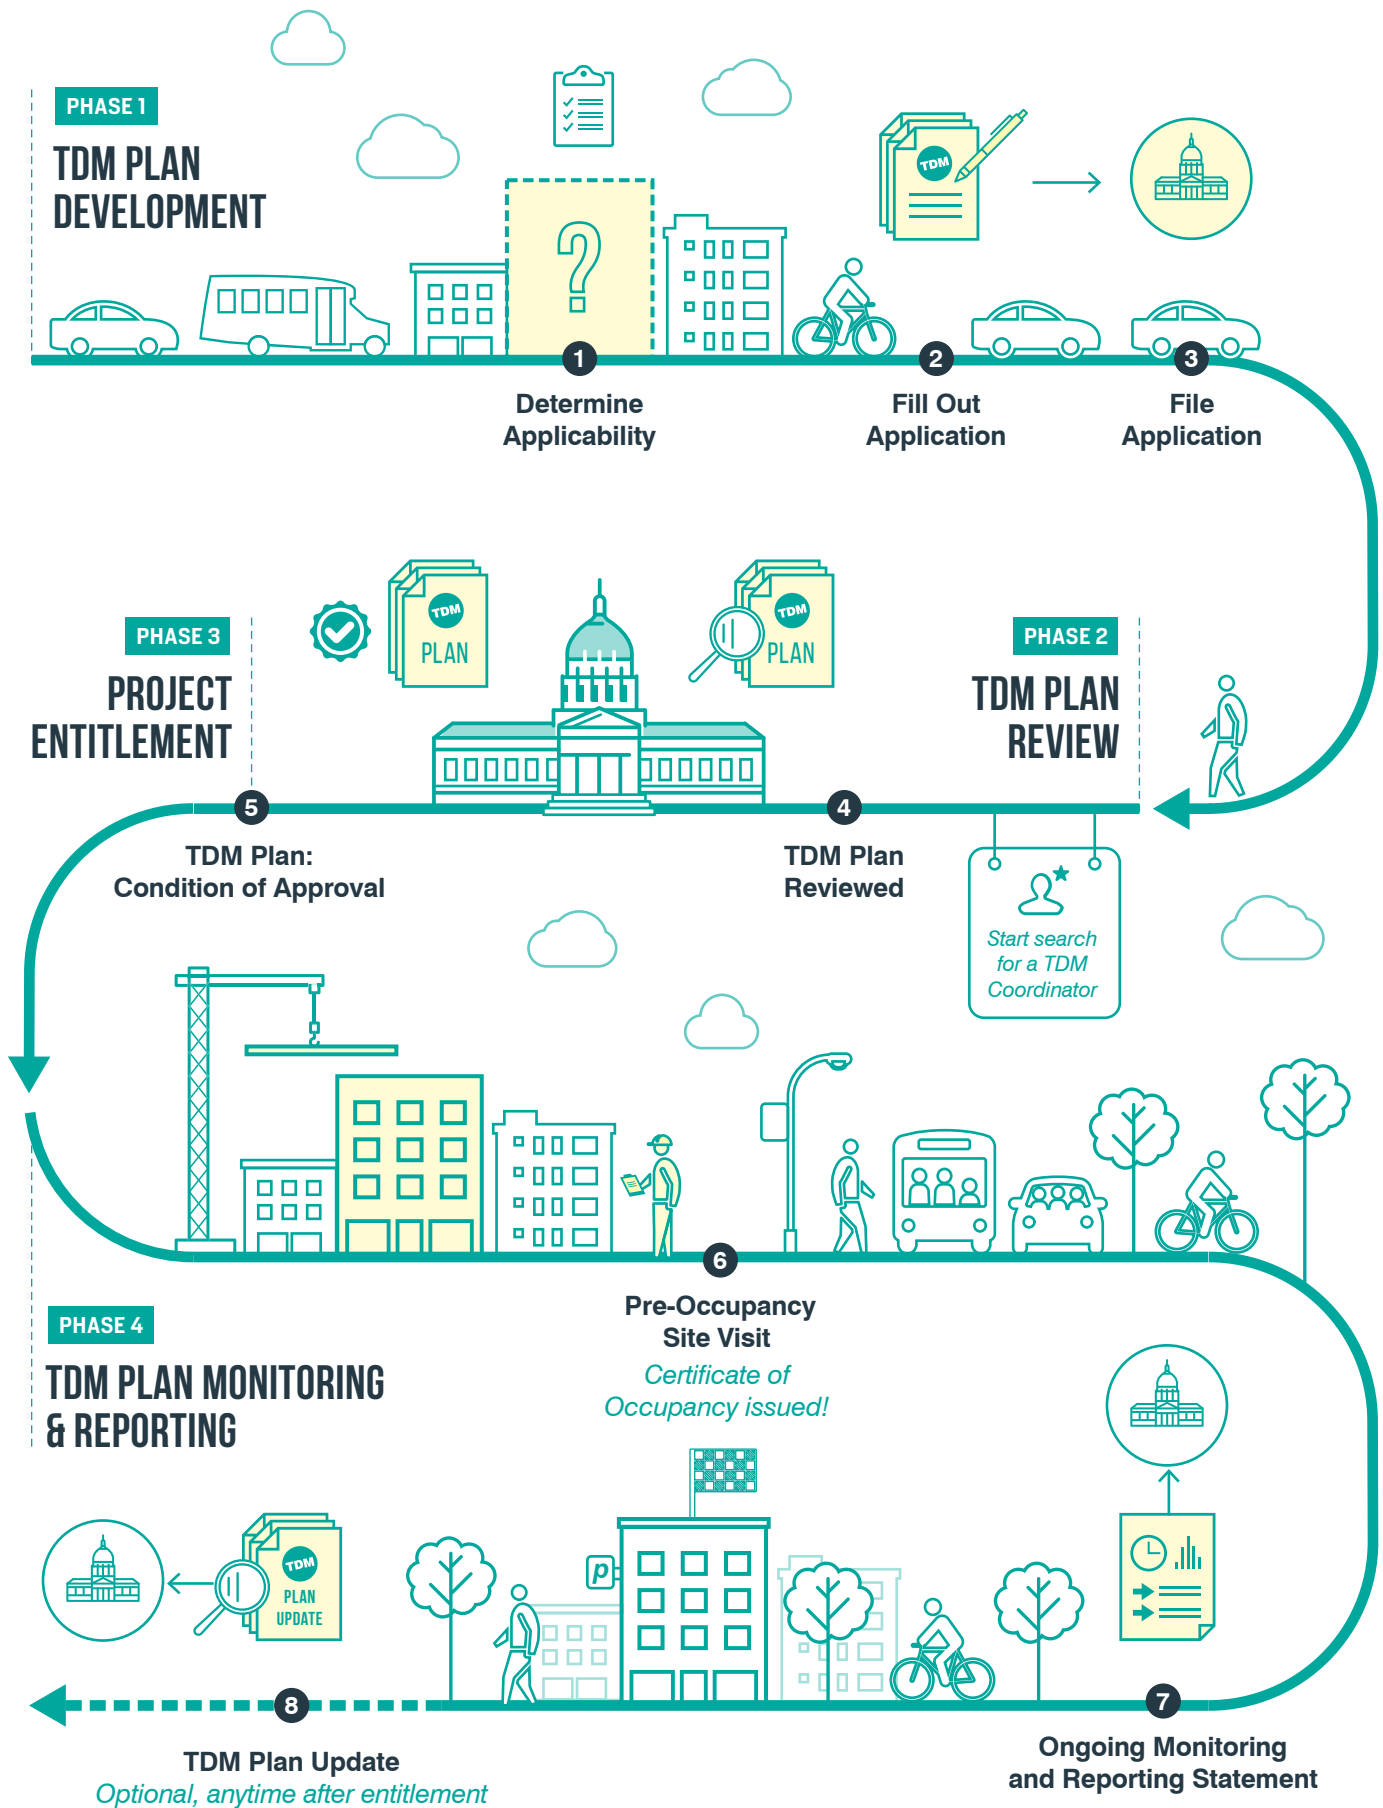 PHASE 1
TDM PLAN
DEVELOPMENT
?
TDM
1
Determine
Applicability
2
Fill Out
Application
3
File
Application
PHASE 2
TDM PLAN
REVIEW
TDM
PLAN
4
TDM Plan
Reviewed
Start search
for a TDM
Coordinator
PHASE 3
PROJECT
ENTITLEMENT
TDM
PLAN
5
TDM Plan:
Condition of Approval
PHASE 4
TDM PLAN MONITORING
& REPORTING
6
Pre-Occupancy
Site Visit
Certificate of
Occupancy issued!
7
Ongoing Monitoring
and Reporting Statement
p
TDM
PLAN
UPDATE
8
TDM Plan Update
Optional, anytime after entitlement